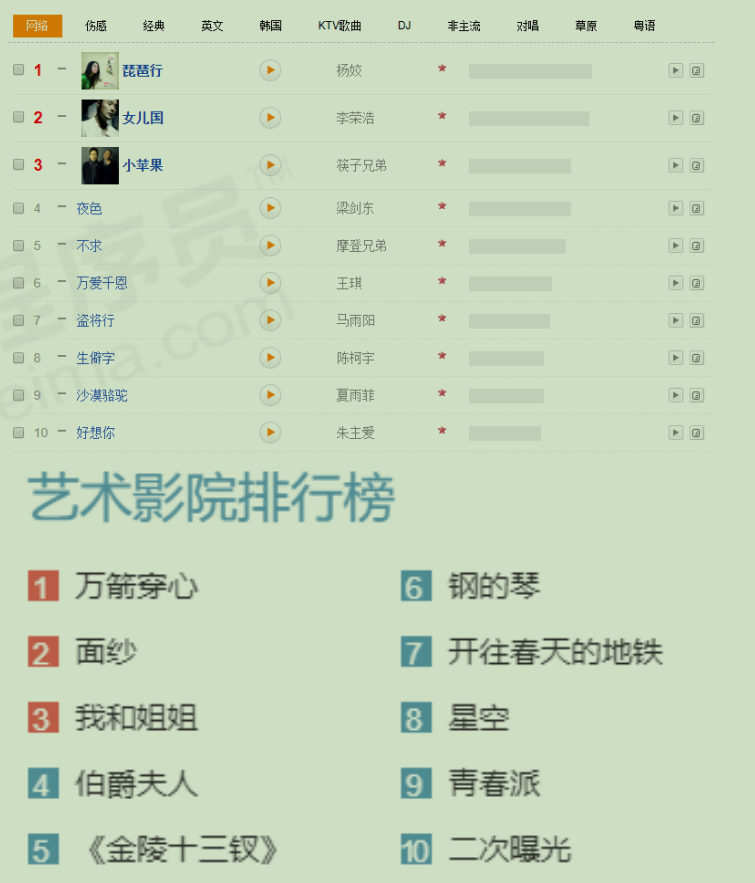 网络 伤感 经典 英文 韩国 KTV歌曲 DJ 非主流 对唱 草原 粤语
1 琵琶行 杨姣
2 女儿国 李荣浩
3 小苹果 筷子兄弟
4 夜色 梁剑东
5 不求 摩登兄弟
6 万爱千恩 王琪
7 盗将行 马雨阳
8 生僻字 陈柯宇
9 沙漠骆驼 夏雨菲
10 好想你 朱主爱
程序员™
eima.com
艺术影院排行榜
1 万箭穿心 6 钢的琴
2 面纱 7 开往春天的地铁
3 我和姐姐 8 星空
4 伯爵夫人 9 青春派
5 《金陵十三钗》 10 二次曝光